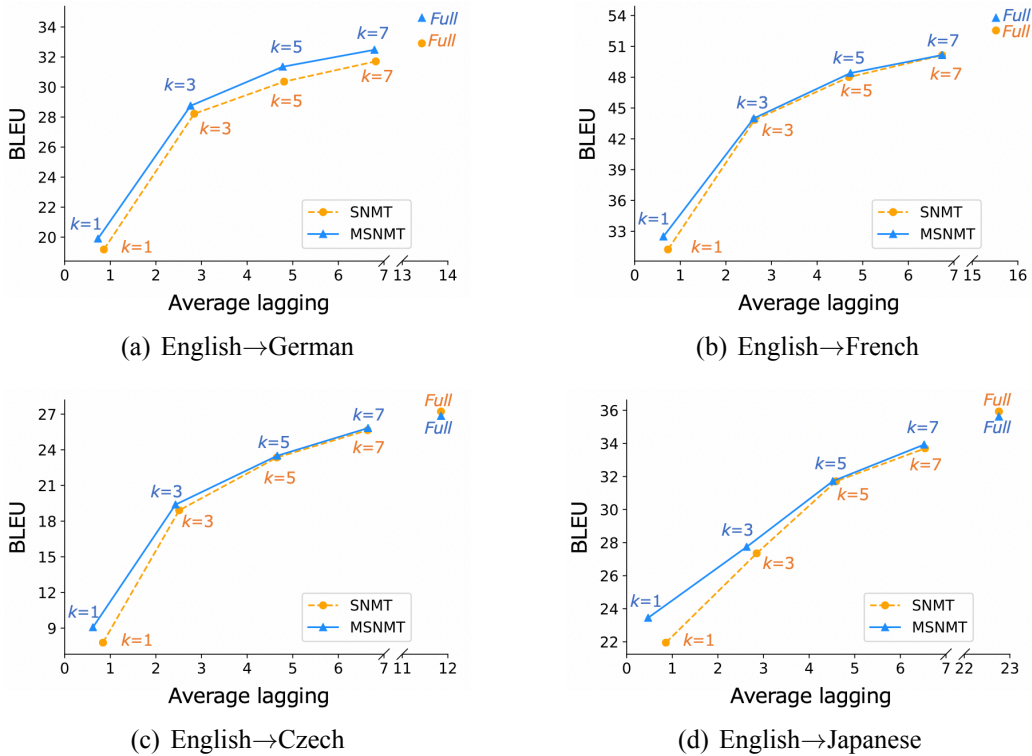 34
32
30
28
26
24
22
20
BLEU
k=1
k=3
k=5
k=7
Full
Full
k=1
k=3
k=5
k=7
SNMT
MSNMT
0 1 2 3 4 5 6 7 13 14
Average lagging
(a) English→German
54
51
48
45
42
39
36
33
BLEU
k=1
k=3
k=5
k=7
Full
Full
k=1
k=3
k=5
k=7
SNMT
MSNMT
0 1 2 3 4 5 6 7 15 16
Average lagging
(b) English→French
27
24
21
18
15
12
9
BLEU
k=1
k=3
k=5
k=7
Full
Full
k=1
k=3
k=5
k=7
SNMT
MSNMT
0 1 2 3 4 5 6 7 11 12
Average lagging
(c) English→Czech
36
34
32
30
28
26
24
22
BLEU
k=1
k=3
k=5
k=7
Full
Full
k=1
k=3
k=5
k=7
SNMT
MSNMT
0 1 2 3 4 5 6 7 22 23
Average lagging
(d) English→Japanese